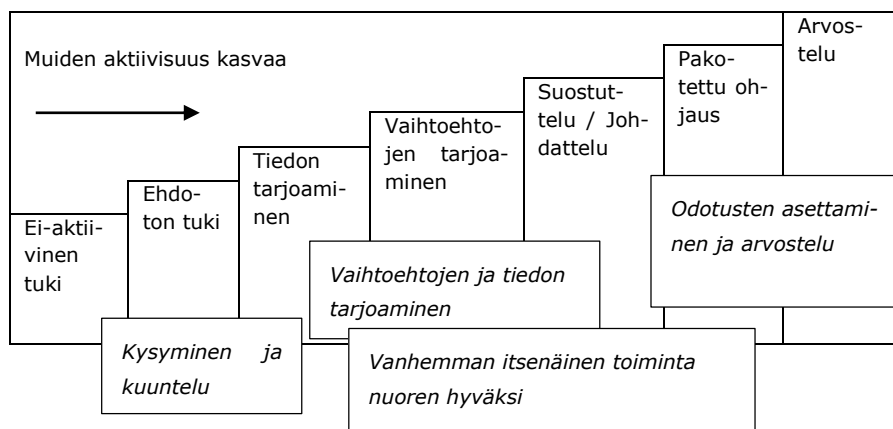 Muiden aktiivisuus kasvaa
Ei-aktii-
vinen
tuki
Ehdo-
ton tuki
Tiedon
tarjoami-
nen
Vaihtoehto-
jen tarjoa-
minen
Suostut-
telu / Joh-
dattelu
Pako-
tettu oh-
jaus
Arvos-
telu
Kysyminen ja
kuuntelu
Vaihtoehtojen ja tiedon
tarjoaminen
Vanhemman itsenäinen toiminta
nuoren hyväksi
Odotusten asettami-
nen ja arvostelu